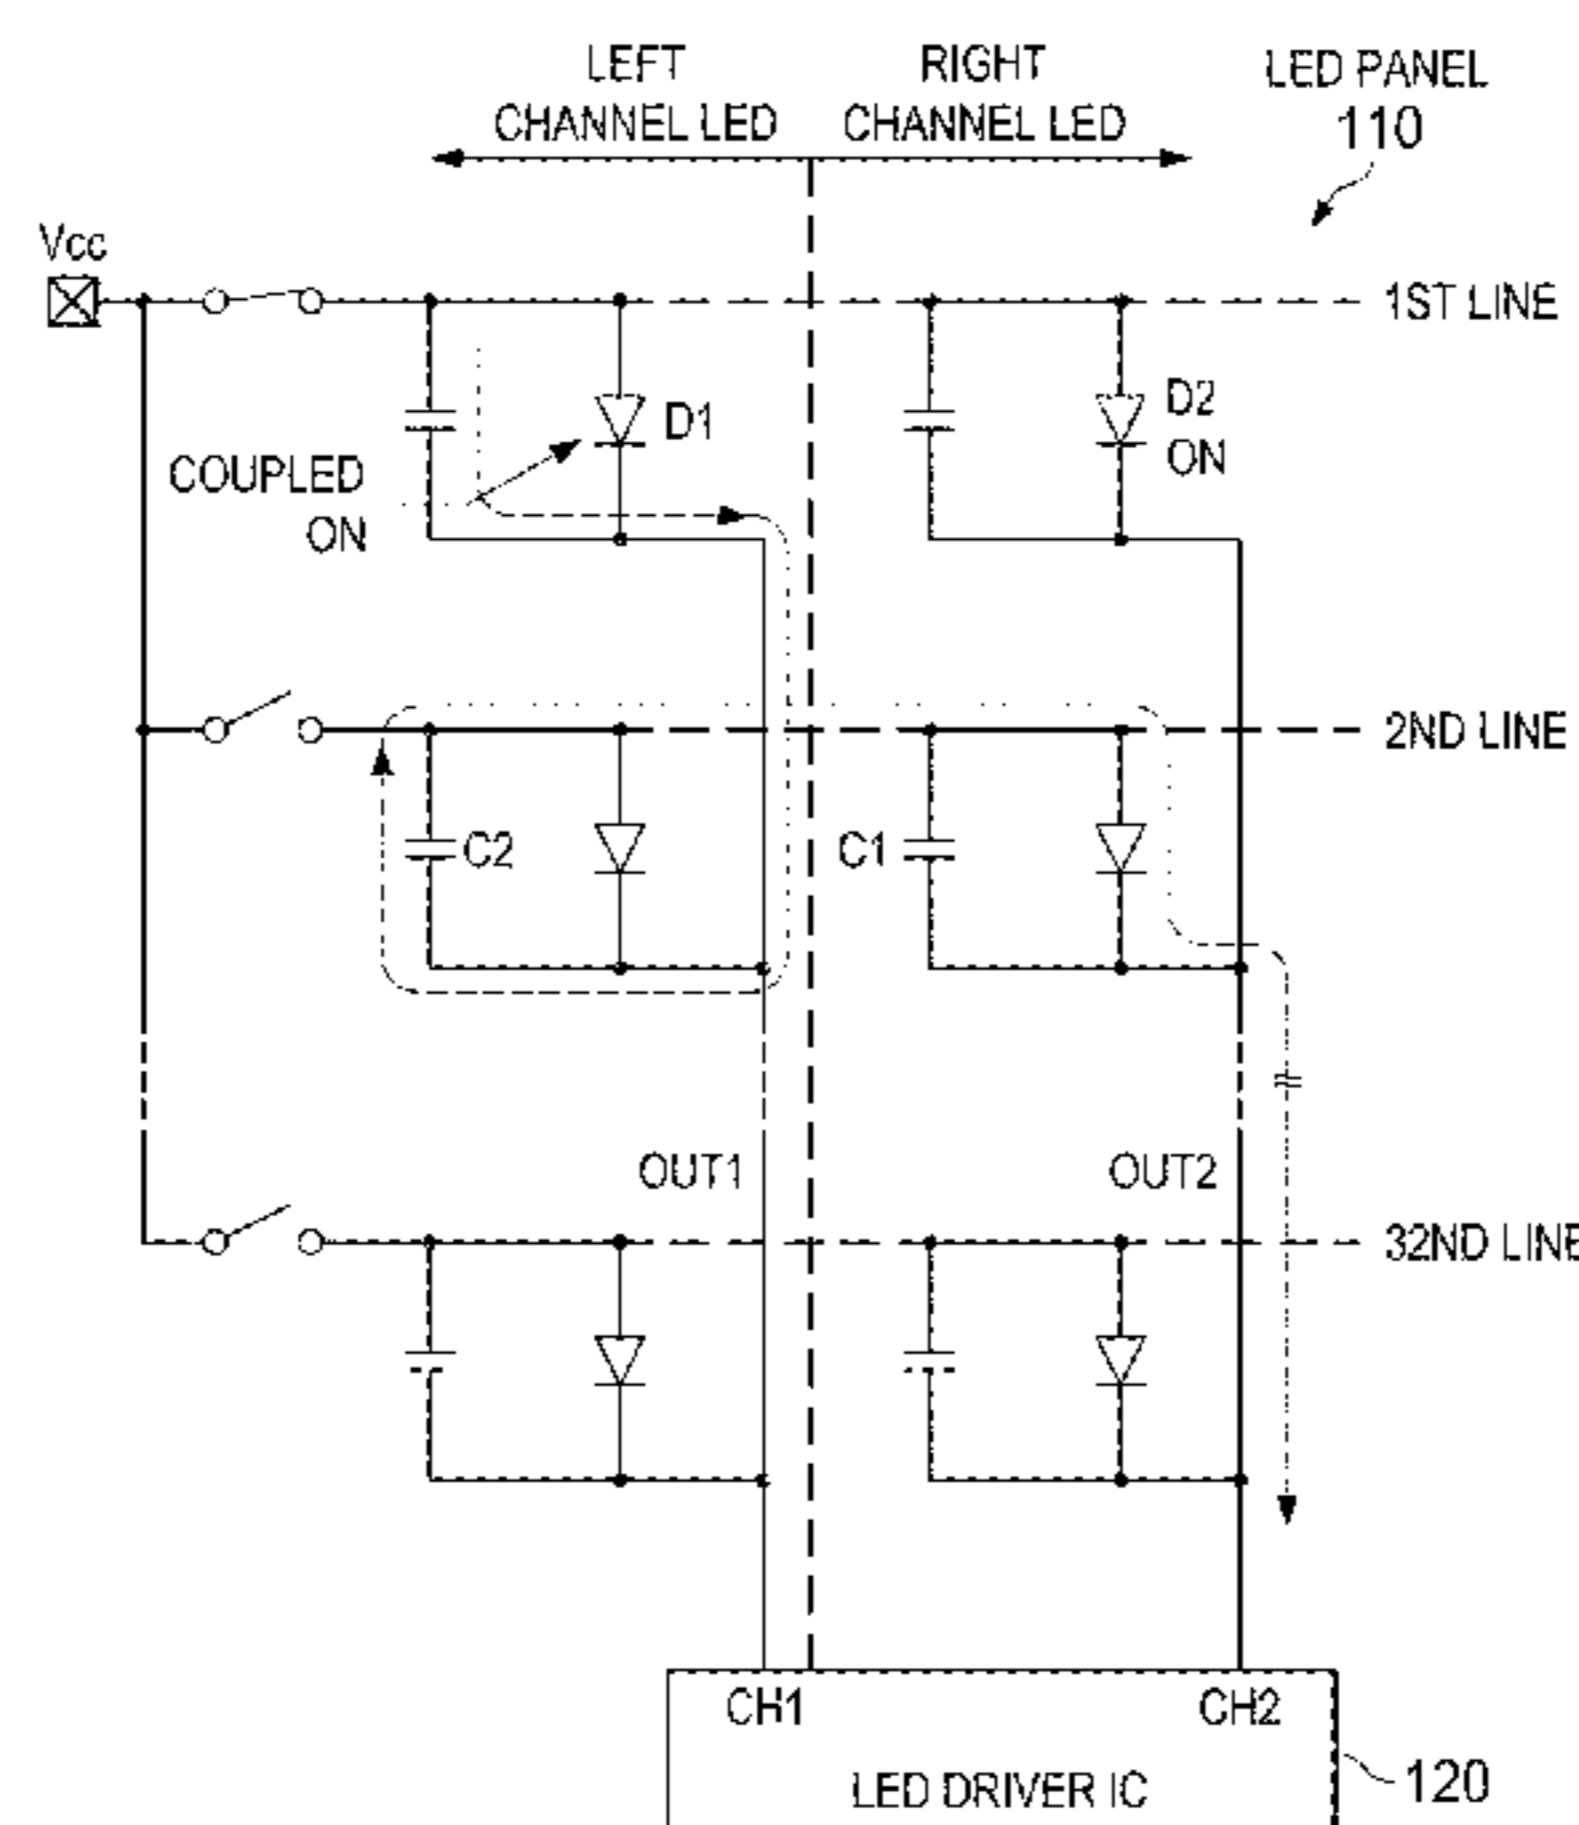 LEFT
CHANNEL LED
RIGHT
CHANNEL LED
LED PANEL
110
Vcc
1ST LINE
D1
D2
ON
COUPLED
ON
2ND LINE
C2
C1
OUT1
OUT2
32ND LINE
CH1
CH2
LED DRIVER IC
120